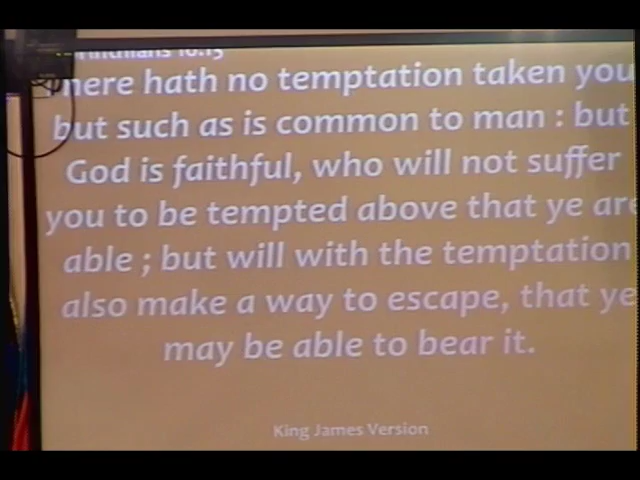 10:13
here hath no temptation taken you
but such as is common to man : but
God is faithful, who will not suffer
you to be tempted above that ye are
able ; but will with the temptation
also make a way to escape, that ye
may be able to bear it.
King James Version